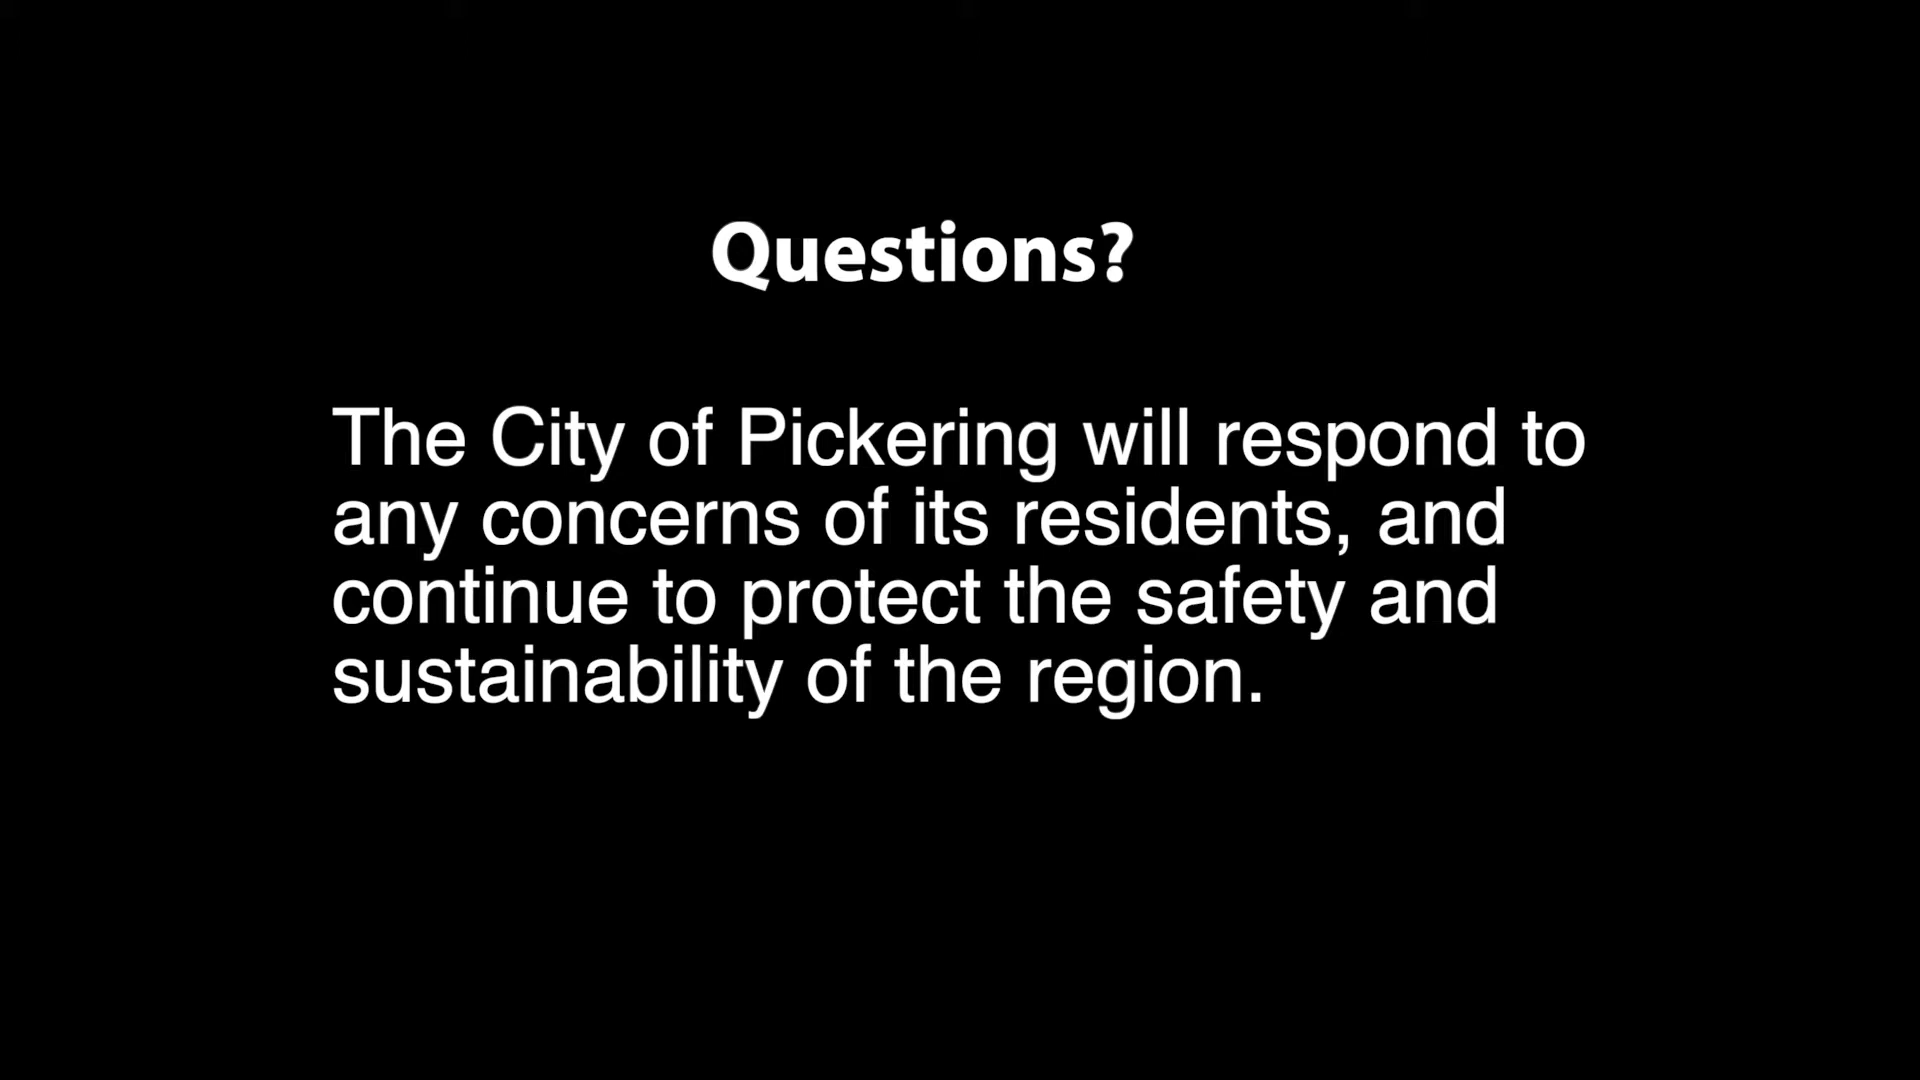 Questions?
The City of Pickering will respond to
any concerns of its residents, and
continue to protect the safety and
sustainability of the region.